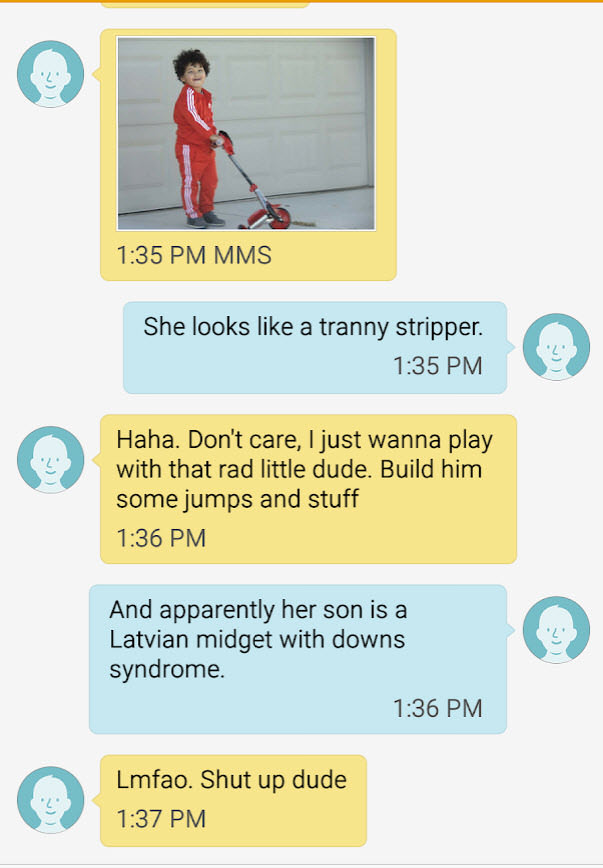 1:35 PM MMS
She looks like a tranny stripper.
1:35 PM
Haha. Don't care, I just wanna play
with that rad little dude. Build him
some jumps and stuff
1:36 PM
And apparently her son is a
Latvian midget with downs
syndrome.
1:36 PM
Lmfao. Shut up dude
1:37 PM